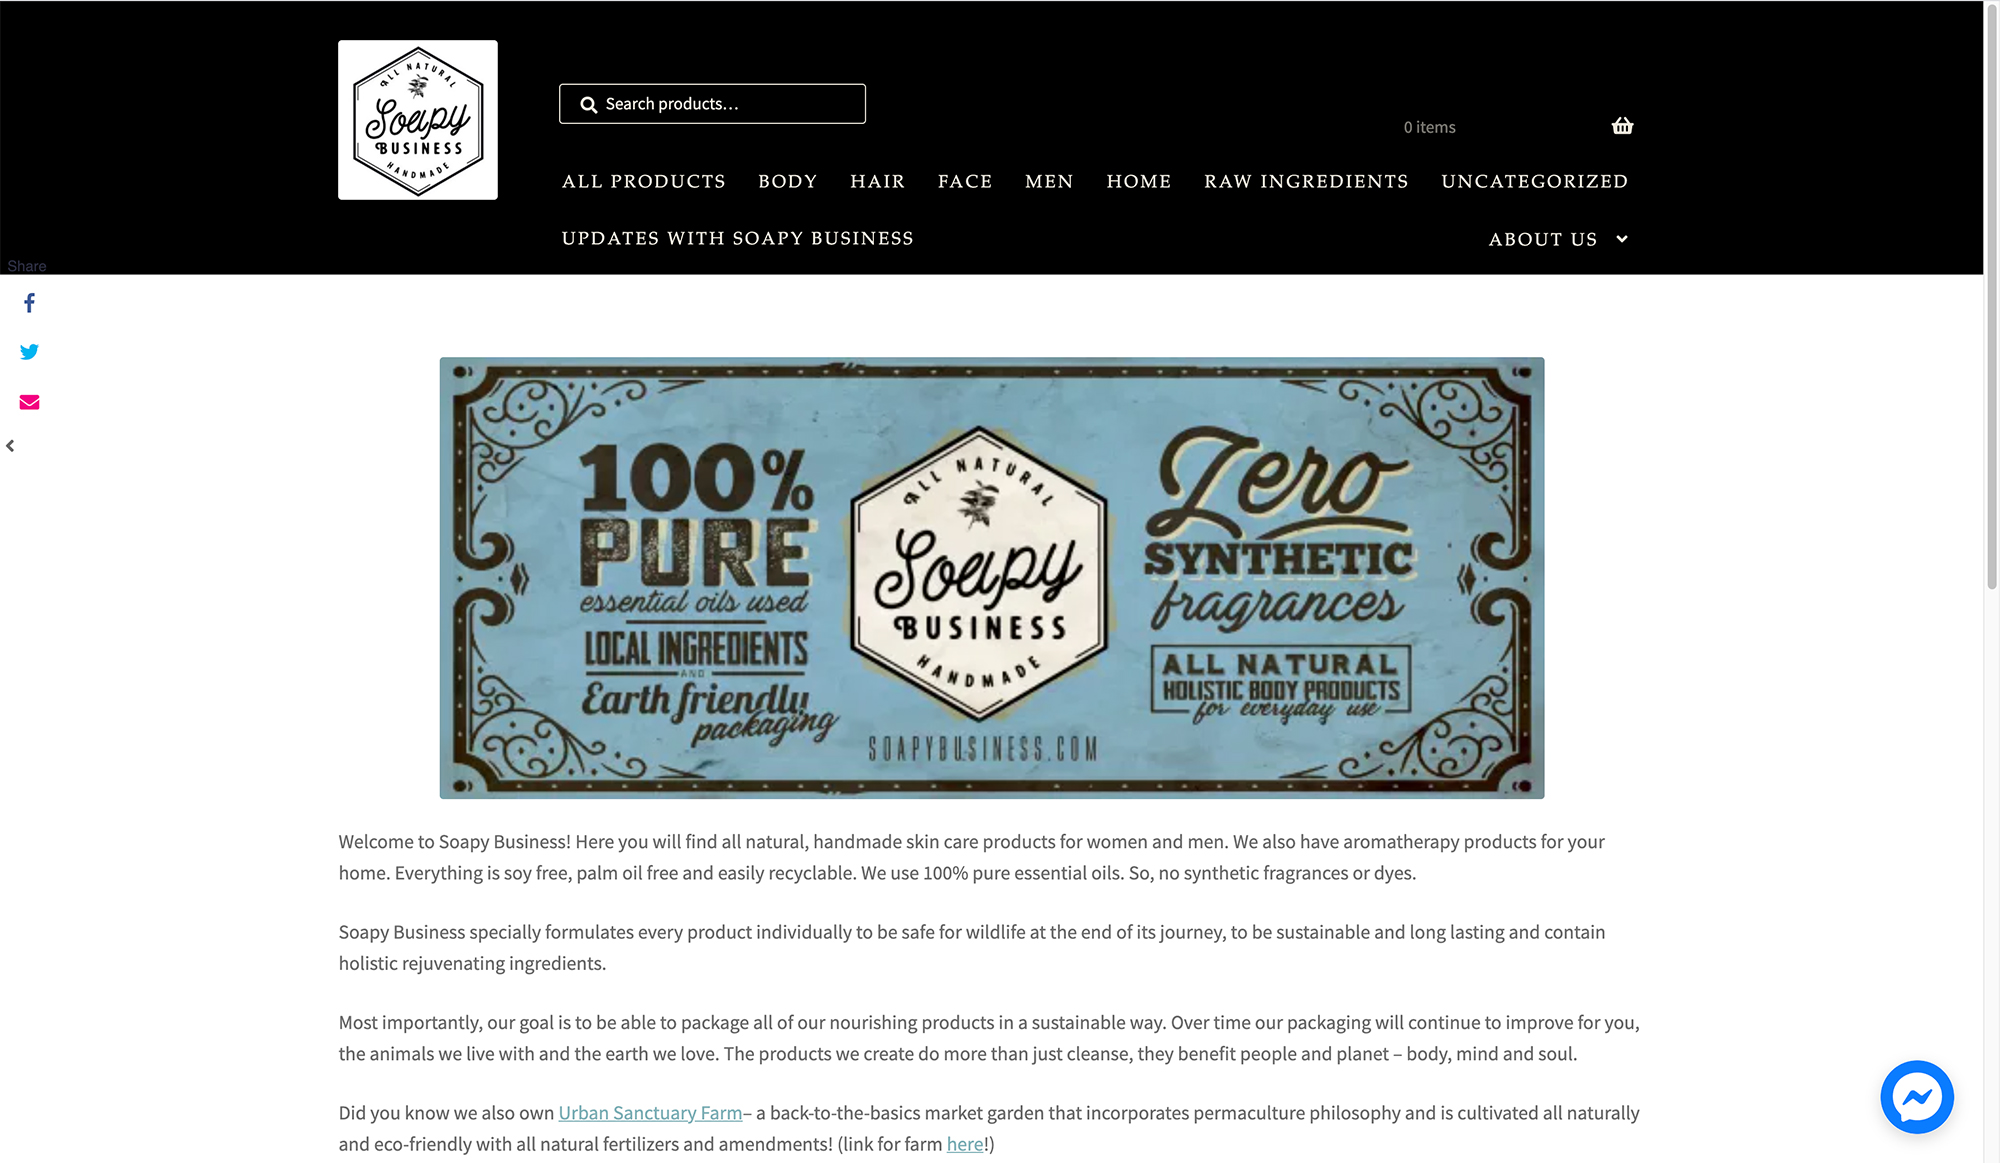 ALL NATURAL
Soapy
BUSINESS
HANDMADE
Search products...
0 items
ALL PRODUCTS BODY HAIR FACE MEN HOME RAW INGREDIENTS UNCATEGORIZED
UPDATES WITH SOAPY BUSINESS ABOUT US
Share
100%
PURE
essential oils used
LOCAL INGREDIENTS
AND
Earth friendly
packaging
ALL NATURAL
Soapy
BUSINESS
HANDMADE
SOAPYBUSINESS.COM
Zero
SYNTHETIC
fragrances
ALL NATURAL
HOLISTIC BODY PRODUCTS
for everyday use
Welcome to Soapy Business! Here you will find all natural, handmade skin care products for women and men. We also have aromatherapy products for your
home. Everything is soy free, palm oil free and easily recyclable. We use 100% pure essential oils. So, no synthetic fragrances or dyes.
Soapy Business specially formulates every product individually to be safe for wildlife at the end of its journey, to be sustainable and long lasting and contain
holistic rejuvenating ingredients.
Most importantly, our goal is to be able to package all of our nourishing products in a sustainable way. Over time our packaging will continue to improve for you,
the animals we live with and the earth we love. The products we create do more than just cleanse, they benefit people and planet – body, mind and soul.
Did you know we also own Urban Sanctuary Farm– a back-to-the-basics market garden that incorporates permaculture philosophy and is cultivated all naturally
and eco-friendly with all natural fertilizers and amendments! (link for farm here!)